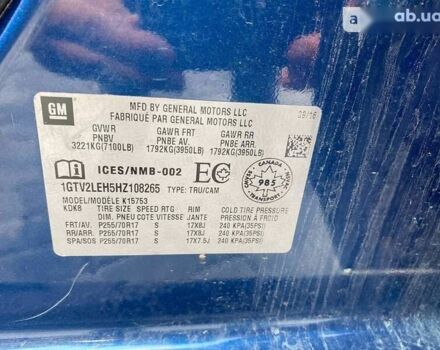 ab.ua
GM
MFD BY GENERAL MOTORS LLC
FABRIQUÉ PAR GENERAL MOTORS LLC
09/16
GVWR GAWR FRT GAWR RR
PNBV PNBE AV. PNBE ARR
3221KG(7100LB) 1792KG(3950LB) 1792KG(3950LB)
ICES/NMB-002 EC
CANADA
985
TRANSPORT
1GTV2LEH5HZ108265 TYPE: TRU/CAM
MODEL/MODÈLE K15753
KDK8 TIRE SIZE SPEED RTG RIM COLD TIRE PRESSURE
DIM. PNEU COTE VITESSE JANTE PRESSION À FROID
FRT/AV. P255/70R17 S 17X8J 240 KPA(35PSI)
RR/ARR. P255/70R17 S 17X8J 240 KPA(35PSI)
SPA/SOS P255/70R17 S 17X7.5J 240 KPA(35PSI)